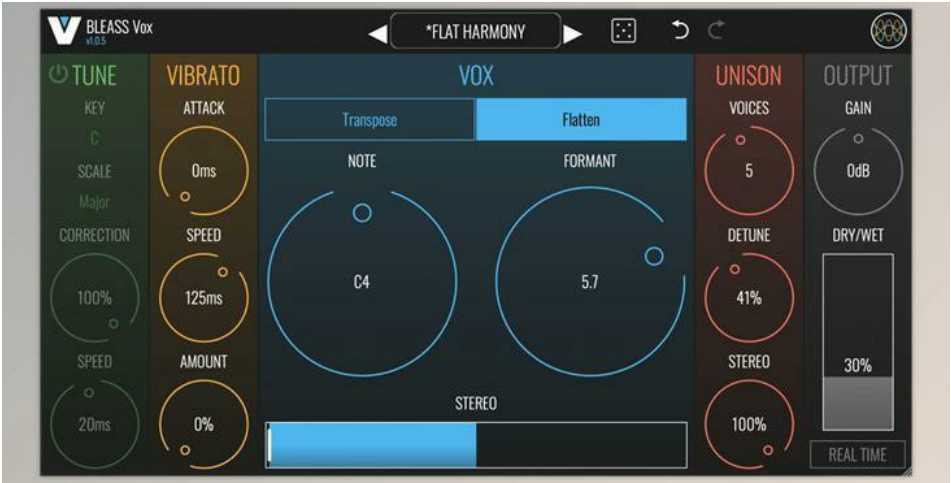 BLEASS Vox
v1.0.5
*FLAT HARMONY
TUNE
KEY
C
SCALE
Major
CORRECTION
100%
SPEED
20ms
VIBRATO
ATTACK
0ms
SPEED
125ms
AMOUNT
0%
VOX
Transpose
Flatten
NOTE
C4
FORMANT
5.7
STEREO
UNISON
VOICES
5
DETUNE
41%
STEREO
100%
OUTPUT
GAIN
0dB
DRY/WET
30%
REAL TIME